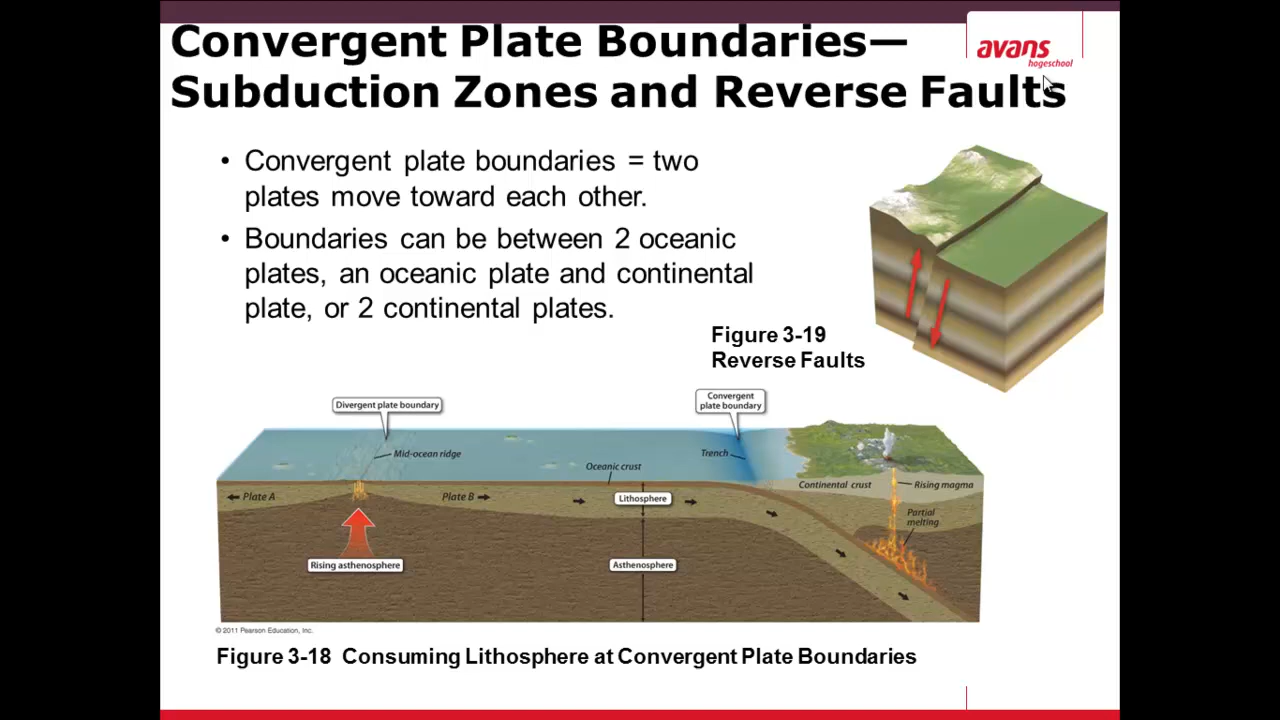 Convergent Plate Boundaries—
Subduction Zones and Reverse Faults
avans
hogeschool
• Convergent plate boundaries = two
plates move toward each other.
• Boundaries can be between 2 oceanic
plates, an oceanic plate and continental
plate, or 2 continental plates.
Figure 3-19
Reverse Faults
Divergent plate boundary
Convergent
plate boundary
Mid-ocean ridge
Trench
Oceanic crust
Continental crust
Rising magma
Plate A
Plate B
Lithosphere
Partial
melting
Rising asthenosphere
Asthenosphere
© 2011 Pearson Education, Inc.
Figure 3-18 Consuming Lithosphere at Convergent Plate Boundaries